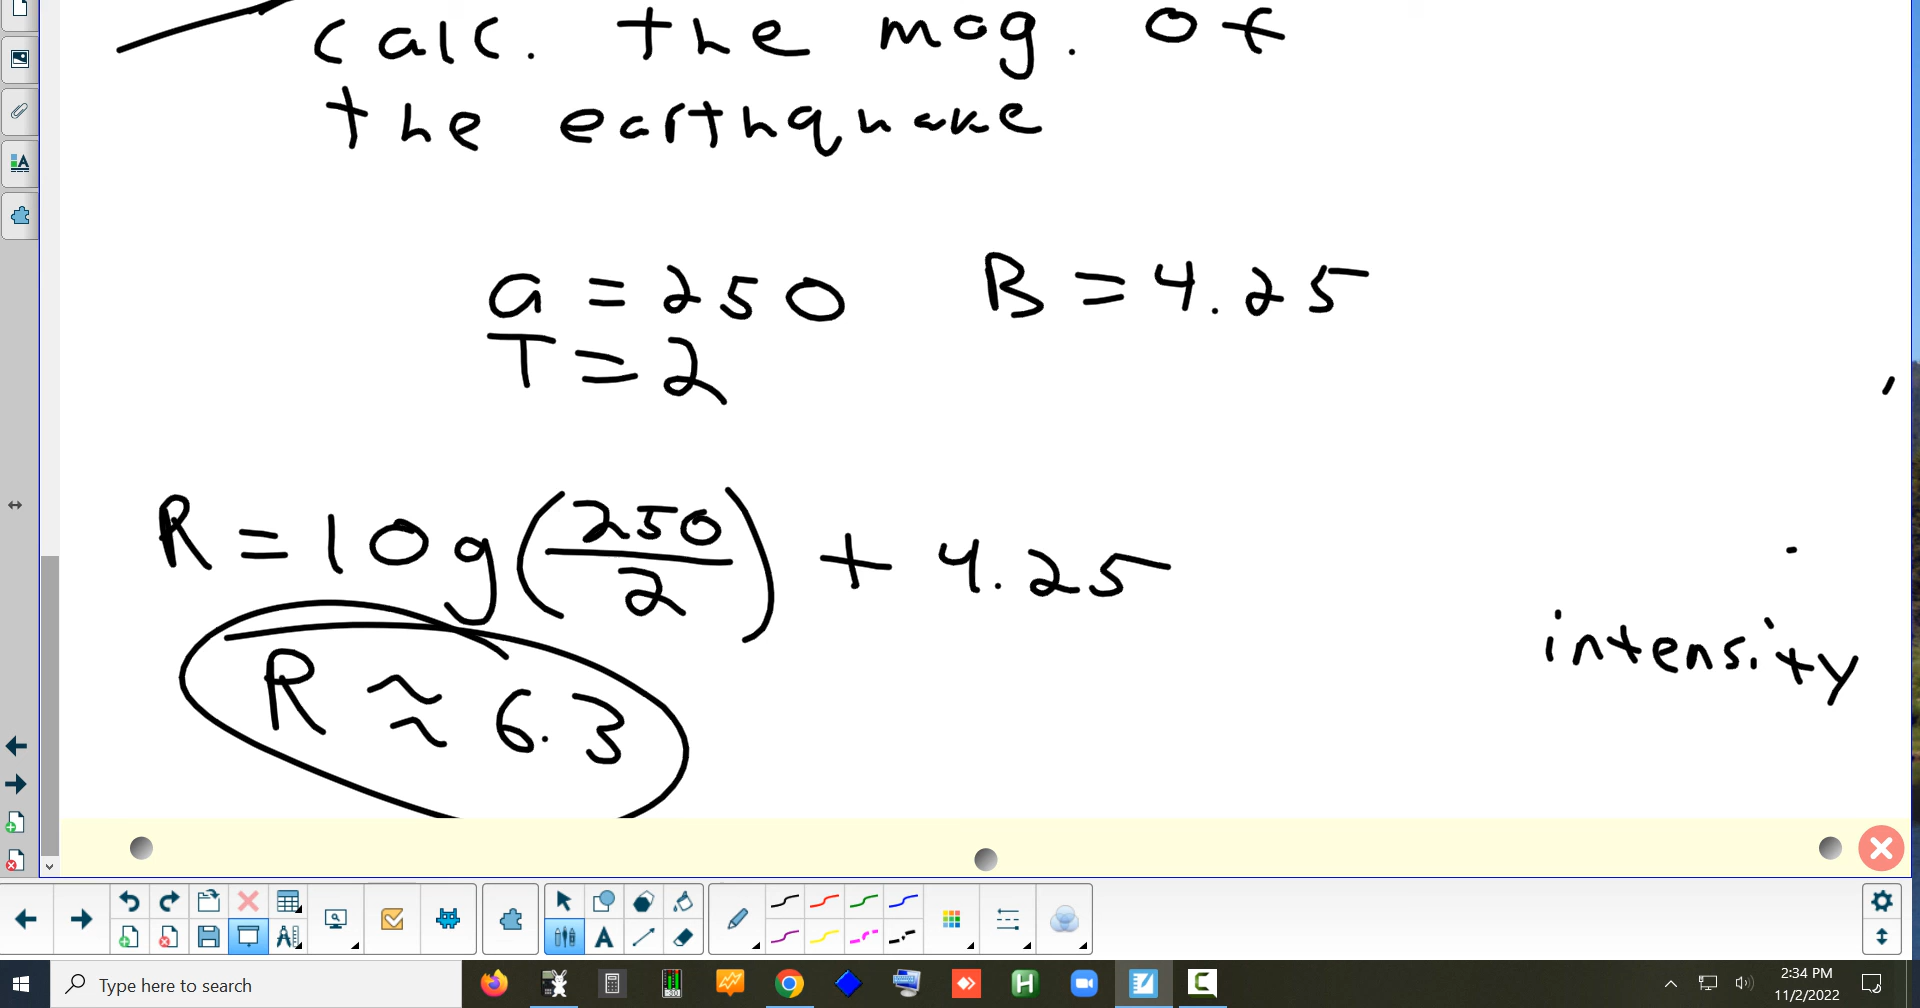 calc. the mag. of
the earthquake
a = 250 B = 4.25
T = 2
R = log(250/2) + 4.25
intensity
R ≈ 6.3
Type here to search
2:34 PM
11/2/2022